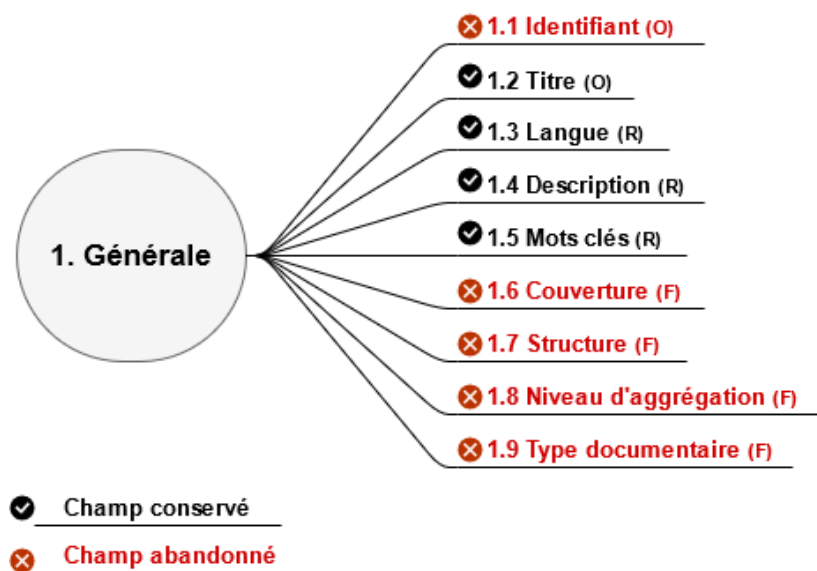 1.1 Identifiant (O)
1.2 Titre (O)
1.3 Langue (R)
1.4 Description (R)
1. Générale
1.5 Mots clés (R)
1.6 Couverture (F)
1.7 Structure (F)
1.8 Niveau d'aggrégation (F)
1.9 Type documentaire (F)
Champ conservé
Champ abandonné